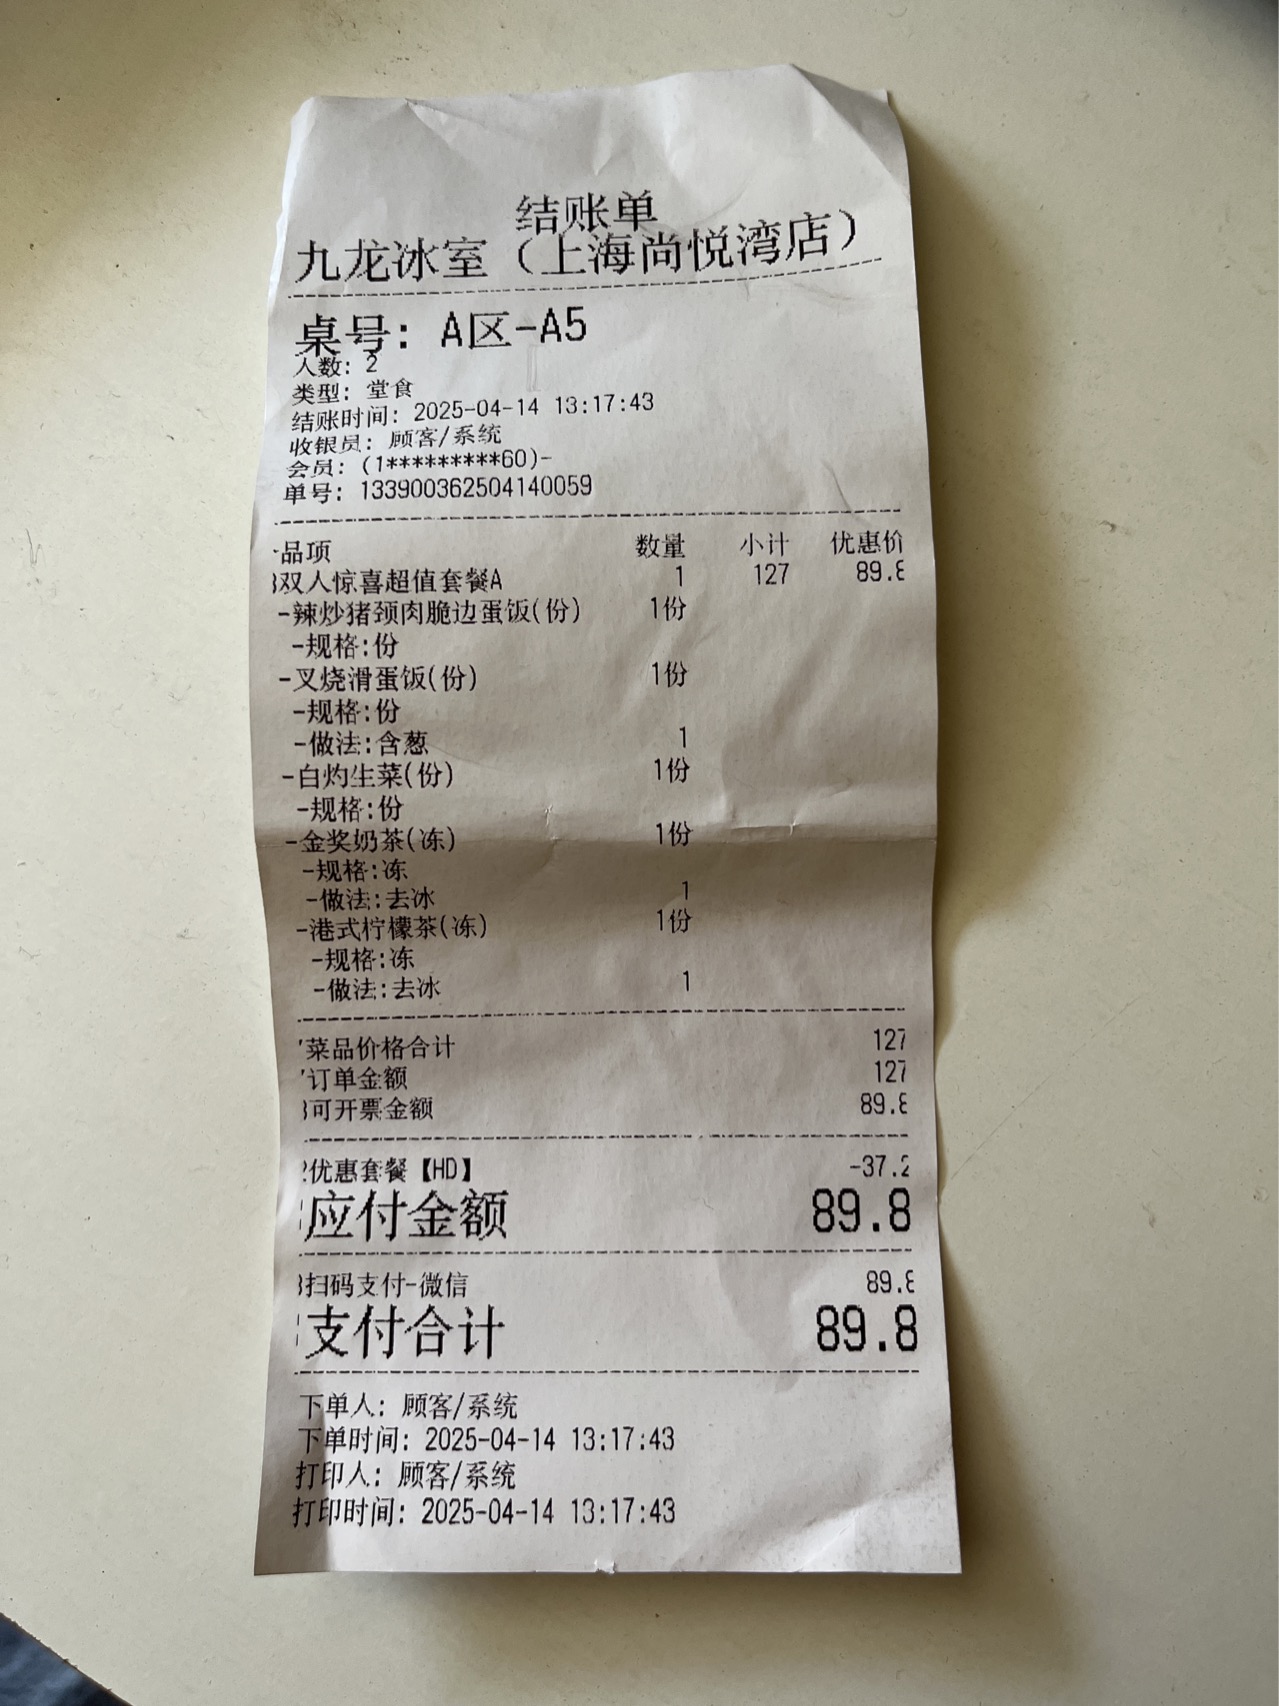 结账单
九龙冰室（上海尚悦湾店）
桌号: A区-A5
人数: 2
类型: 堂食
结账时间: 2025-04-14 13:17:43
收银员: 顾客/系统
会员: (1*********60)-
单号: 1339003625041400​59
品项 数量 小计 优惠价
双人惊喜超值套餐A 1 127 89.8
-辣炒猪颈肉脆边蛋饭(份) 1份
-规格:份
-叉烧滑蛋饭(份) 1份
-规格:份
-做法:含葱 1
-白灼生菜(份) 1份
-规格:份
-金奖奶茶(冻) 1份
-规格:冻
-做法:去冰 1
-港式柠檬茶(冻) 1份
-规格:冻
-做法:去冰 1
菜品价格合计 127
订单金额 127
可开票金额 89.8
优惠套餐【HD】 -37.2
应付金额 89.8
扫码支付-微信 89.8
支付合计 89.8
下单人: 顾客/系统
下单时间: 2025-04-14 13:17:43
打印人: 顾客/系统
打印时间: 2025-04-14 13:17:43